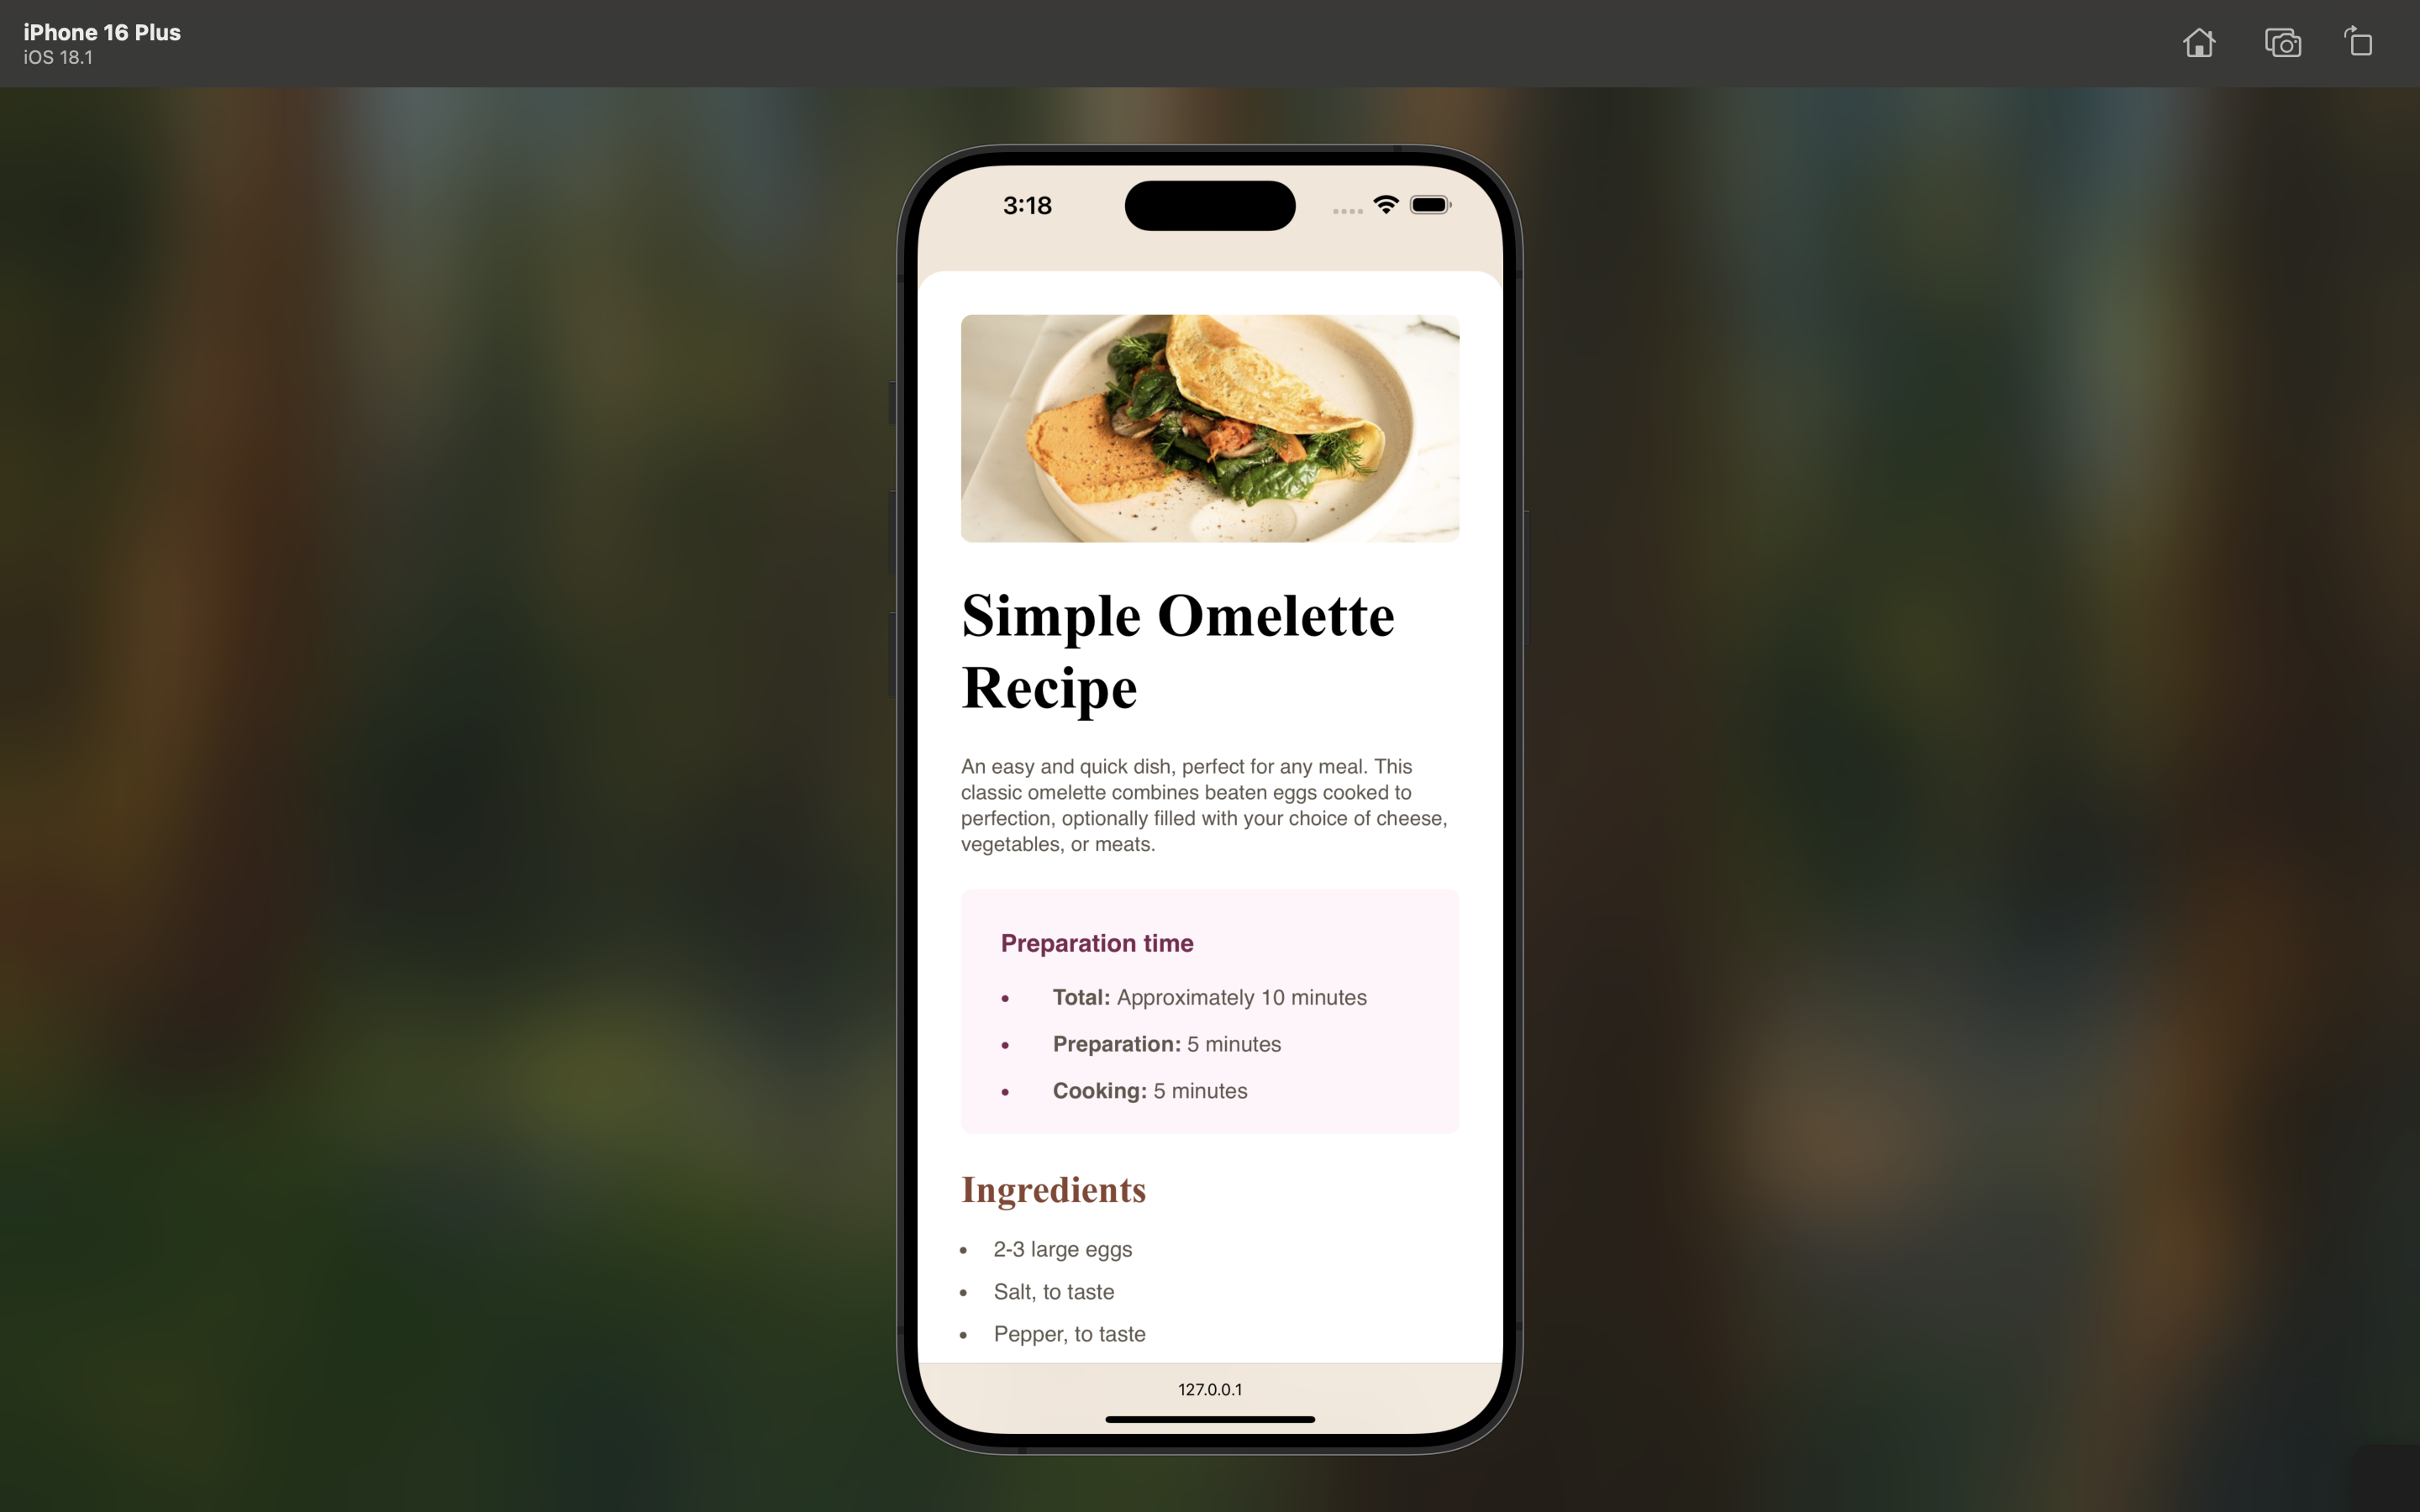 iPhone 16 Plus
iOS 18.1
3:18
Simple Omelette
Recipe
An easy and quick dish, perfect for any meal. This
classic omelette combines beaten eggs cooked to
perfection, optionally filled with your choice of cheese,
vegetables, or meats.
Preparation time
• Total: Approximately 10 minutes
• Preparation: 5 minutes
• Cooking: 5 minutes
Ingredients
• 2-3 large eggs
• Salt, to taste
• Pepper, to taste
127.0.0.1